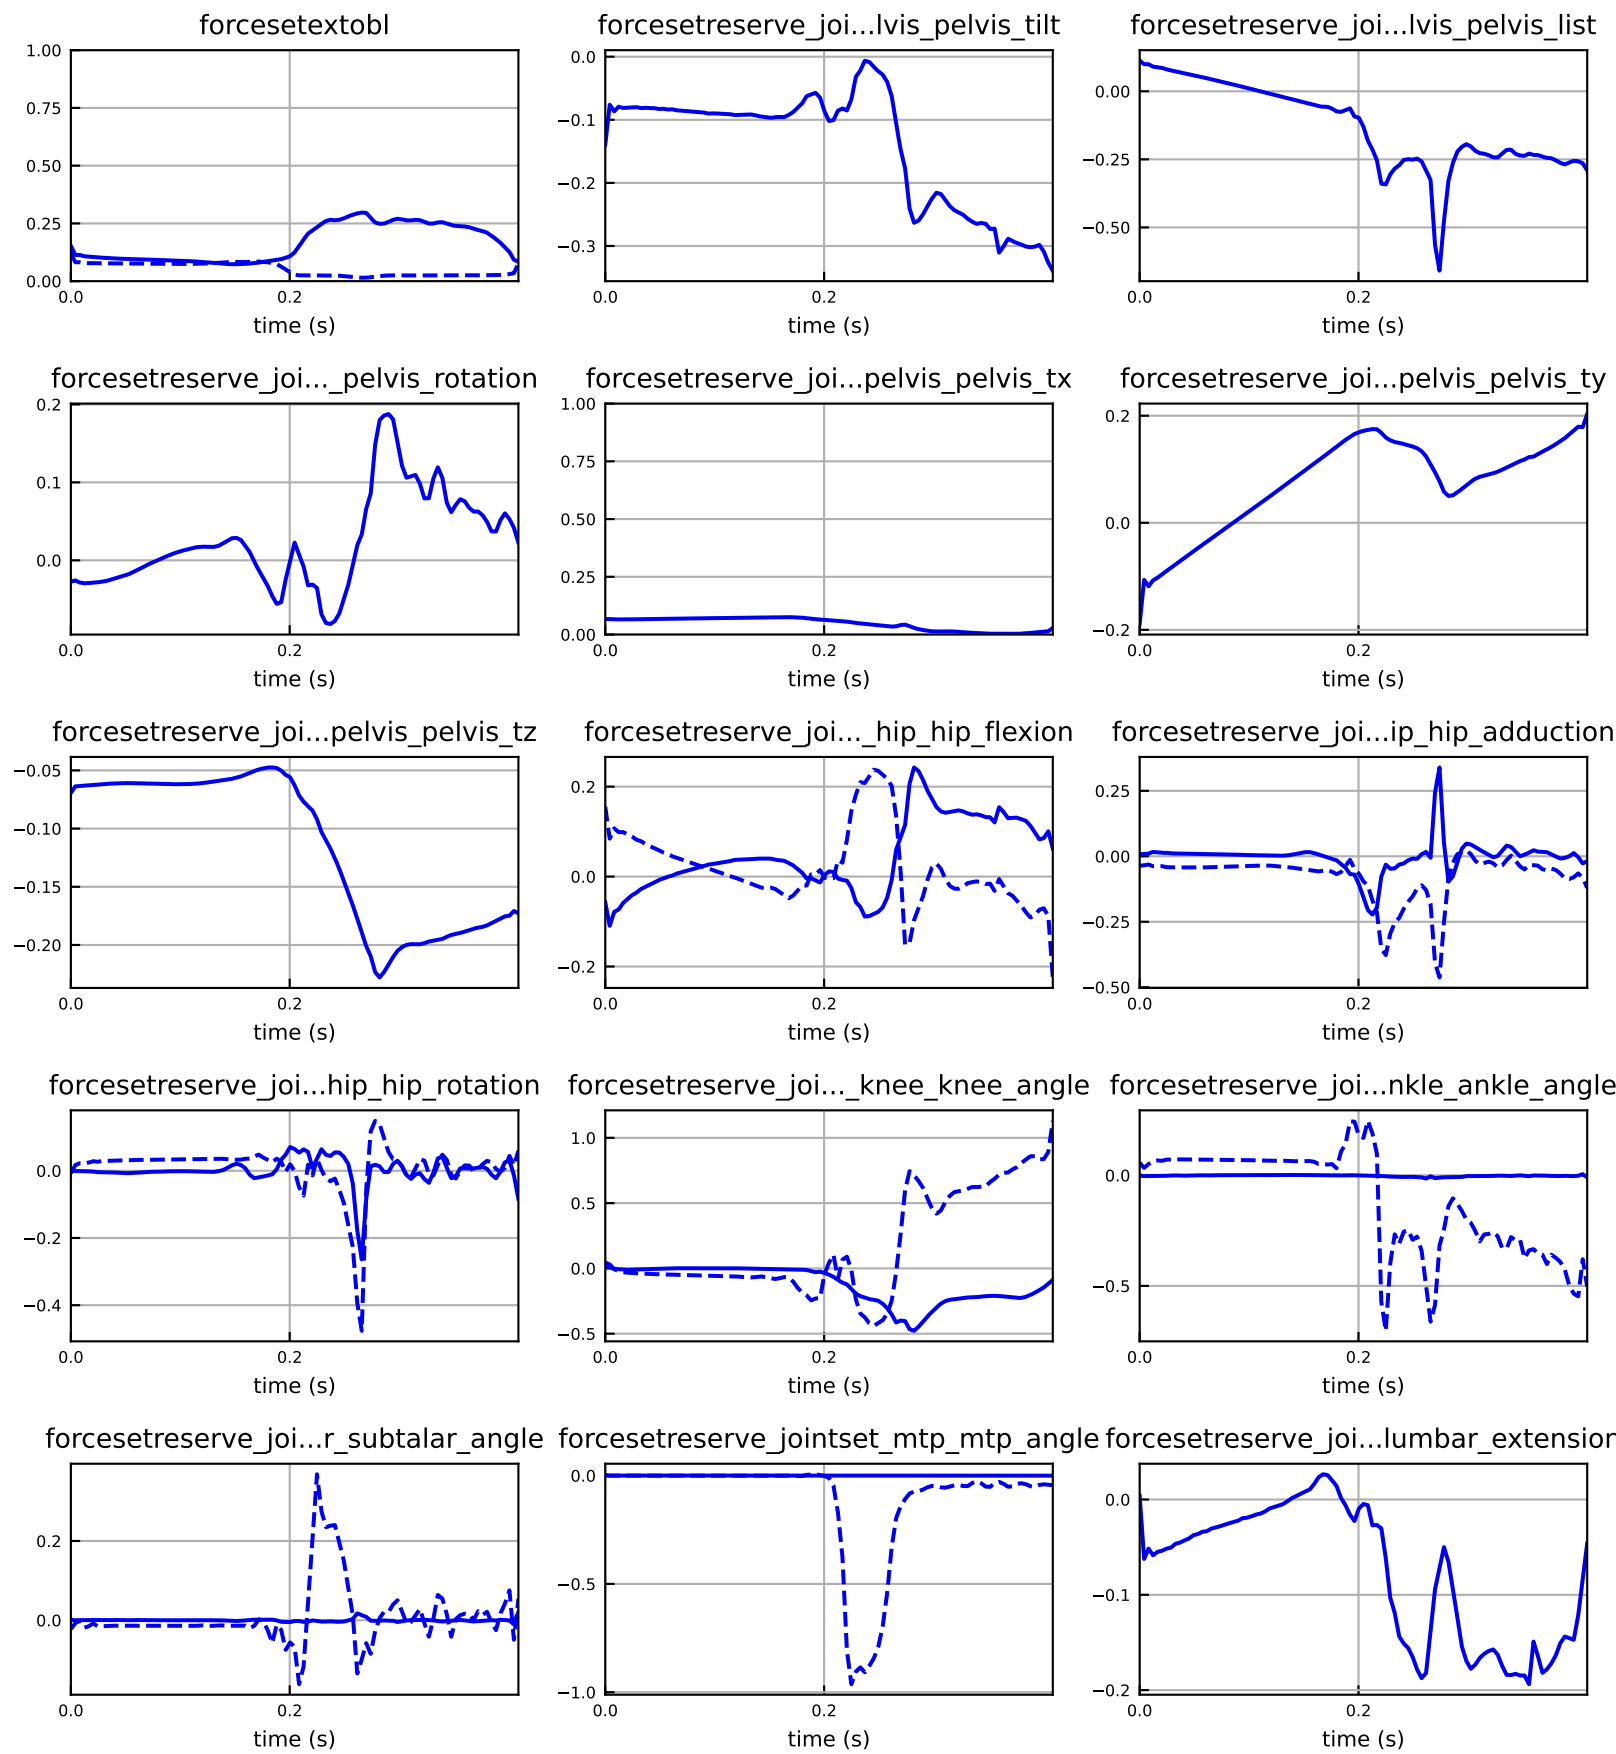 forcesetextobl
1.00
0.75
0.50
0.25
0.00
0.0 0.2
time (s)
forcesetreserve_joi...lvis_pelvis_tilt
0.0
−0.1
−0.2
−0.3
0.0 0.2
time (s)
forcesetreserve_joi...lvis_pelvis_list
0.00
−0.25
−0.50
0.0 0.2
time (s)
forcesetreserve_joi..._pelvis_rotation
0.2
0.1
0.0
0.0 0.2
time (s)
forcesetreserve_joi...pelvis_pelvis_tx
1.00
0.75
0.50
0.25
0.00
0.0 0.2
time (s)
forcesetreserve_joi...pelvis_pelvis_ty
0.2
0.0
−0.2
0.0 0.2
time (s)
forcesetreserve_joi...pelvis_pelvis_tz
−0.05
−0.10
−0.15
−0.20
0.0 0.2
time (s)
forcesetreserve_joi..._hip_hip_flexion
0.2
0.0
−0.2
0.0 0.2
time (s)
forcesetreserve_joi...ip_hip_adduction
0.25
0.00
−0.25
−0.50
0.0 0.2
time (s)
forcesetreserve_joi...hip_hip_rotation
0.0
−0.2
−0.4
0.0 0.2
time (s)
forcesetreserve_joi..._knee_knee_angle
1.0
0.5
0.0
−0.5
0.0 0.2
time (s)
forcesetreserve_joi...nkle_ankle_angle
0.0
−0.5
0.0 0.2
time (s)
forcesetreserve_joi...r_subtalar_angle
0.2
0.0
0.0 0.2
time (s)
forcesetreserve_jointset_mtp_mtp_angle
0.0
−0.5
−1.0
0.0 0.2
time (s)
forcesetreserve_joi...lumbar_extension
0.0
−0.1
−0.2
0.0 0.2
time (s)